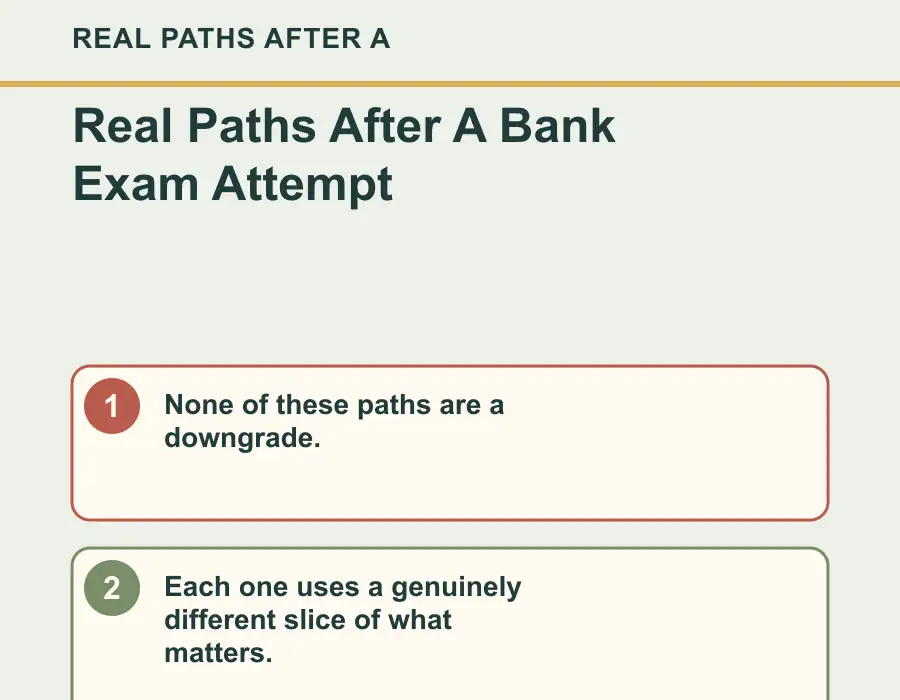 REAL PATHS AFTER A
Real Paths After A Bank
Exam Attempt
1
None of these paths are a
downgrade.
2
Each one uses a genuinely
different slice of what
matters.